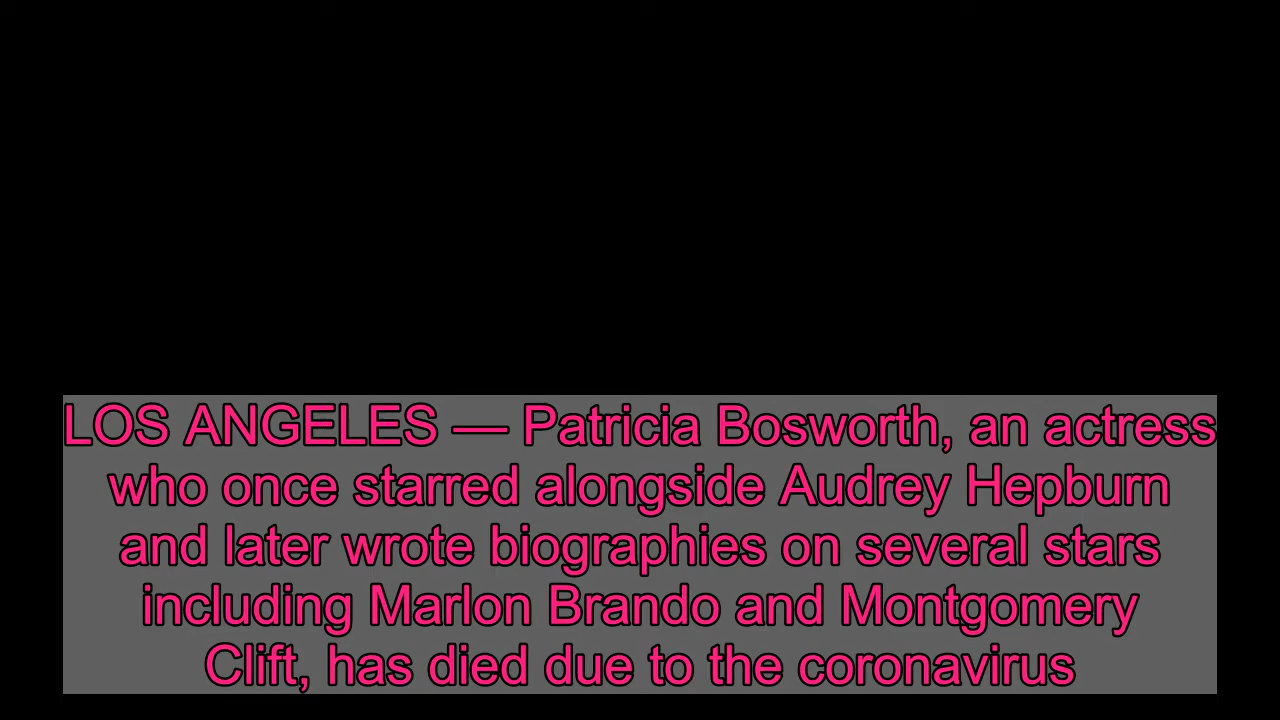 LOS ANGELES — Patricia Bosworth, an actress
who once starred alongside Audrey Hepburn
and later wrote biographies on several stars
including Marlon Brando and Montgomery
Clift, has died due to the coronavirus